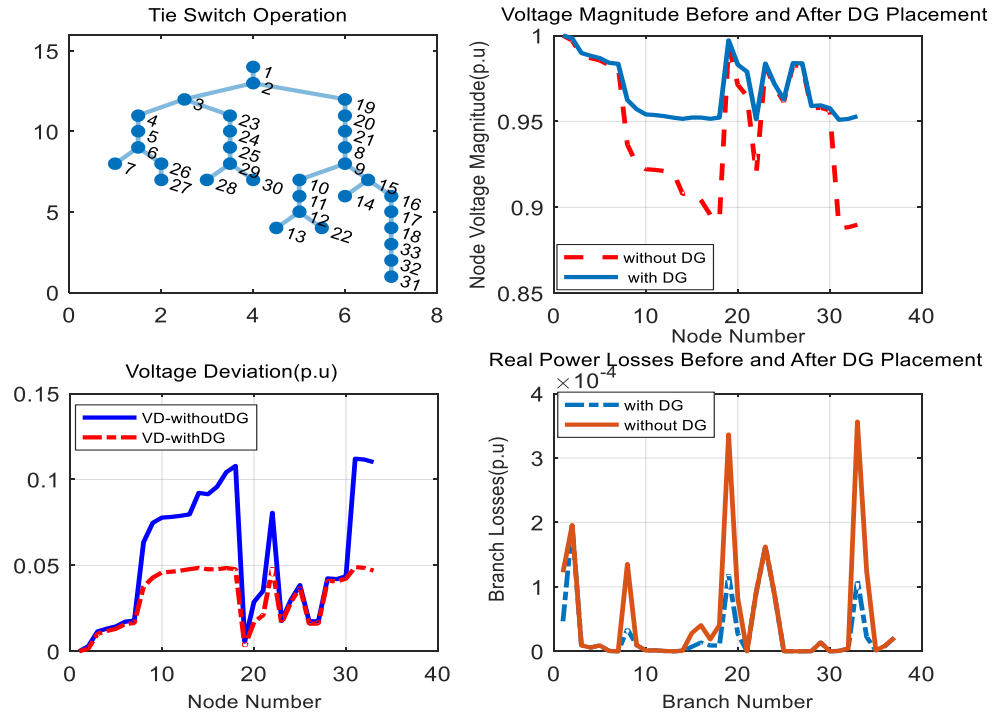 Tie Switch Operation
15
10
5
0
0 2 4 6 8
1
2
3
19
4
23
20
5
24
21
6
25
8
7
26
29
9
27
28
30
10
15
11
14
16
12
17
13
22
18
33
32
31
Voltage Magnitude Before and After DG Placement
Node Voltage Magnitude(p.u)
1
0.95
0.9
0.85
without DG
with DG
0 10 20 30 40
Node Number
Voltage Deviation(p.u)
0.15
0.1
0.05
0
VD-withoutDG
VD-withDG
0 10 20 30 40
Node Number
Real Power Losses Before and After DG Placement
×10-4
Branch Losses(p.u)
4
3
2
1
0
with DG
without DG
0 10 20 30 40
Branch Number